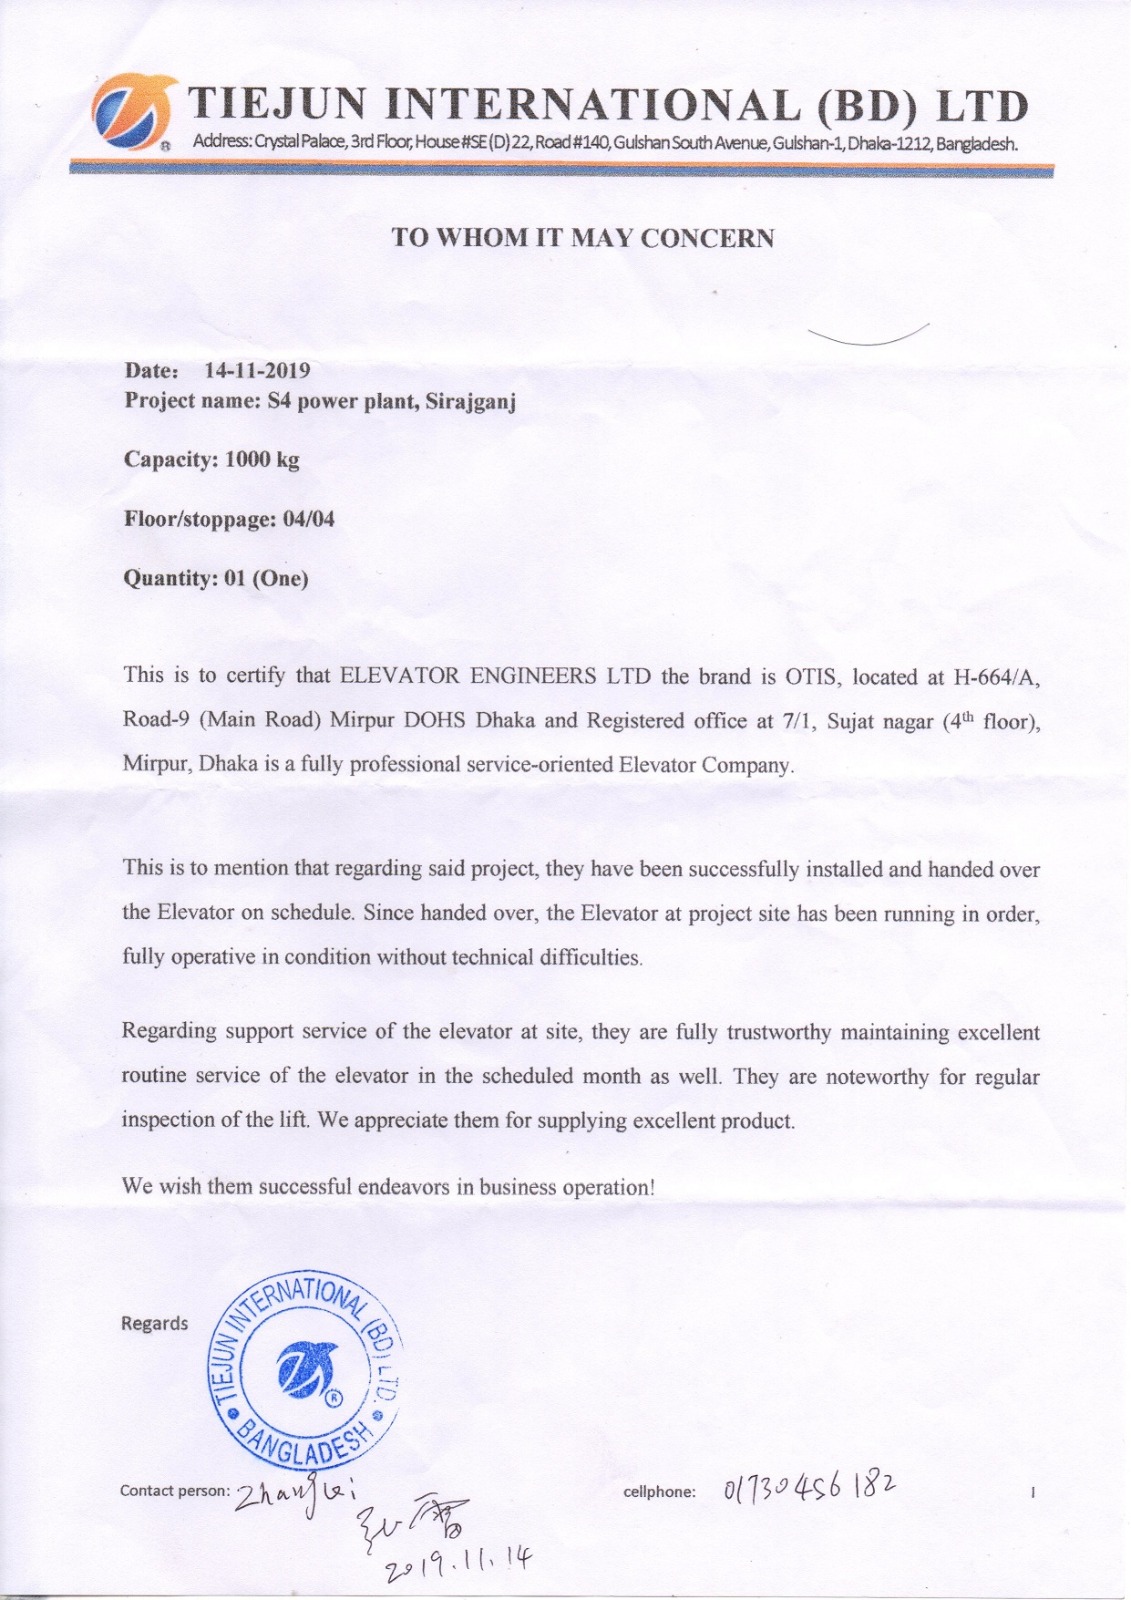 TIEJUN INTERNATIONAL (BD) LTD
®
Address: Crystal Palace, 3rd Floor, House #SE (D) 22, Road #140, Gulshan South Avenue, Gulshan-1, Dhaka-1212, Bangladesh.
TO WHOM IT MAY CONCERN
Date: 14-11-2019
Project name: S4 power plant, Sirajganj
Capacity: 1000 kg
Floor/stoppage: 04/04
Quantity: 01 (One)
This is to certify that ELEVATOR ENGINEERS LTD the brand is OTIS, located at H-664/A,
Road-9 (Main Road) Mirpur DOHS Dhaka and Registered office at 7/1, Sujat nagar (4th floor),
Mirpur, Dhaka is a fully professional service-oriented Elevator Company.
This is to mention that regarding said project, they have been successfully installed and handed over
the Elevator on schedule. Since handed over, the Elevator at project site has been running in order,
fully operative in condition without technical difficulties.
Regarding support service of the elevator at site, they are fully trustworthy maintaining excellent
routine service of the elevator in the scheduled month as well. They are noteworthy for regular
inspection of the lift. We appreciate them for supplying excellent product.
We wish them successful endeavors in business operation!
Regards
TIEJUN INTERNATIONAL (BD) LTD.
®
BANGLADESH
Contact person: Zhang lei cellphone: 01730456182 1
2019.11.14